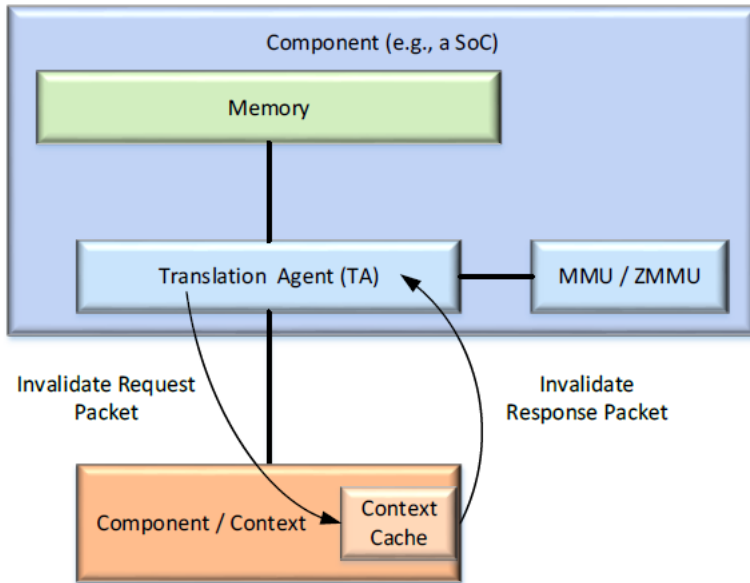 Component (e.g., a SoC)
Memory
Translation Agent (TA)
MMU / ZMMU
Invalidate Request
Packet
Invalidate
Response Packet
Component / Context
Context
Cache